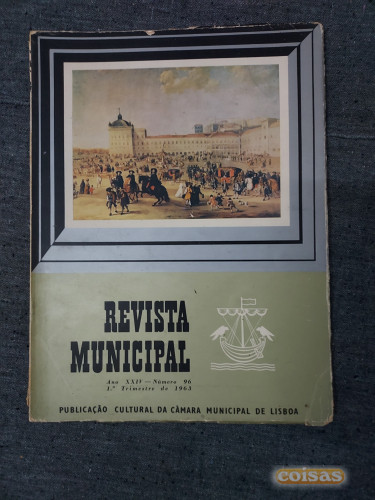 REVISTA
MUNICIPAL
Ano XXIV — Número 96
1.º Trimestre de 1963
PUBLICAÇÃO CULTURAL DA CÂMARA MUNICIPAL DE LISBOA
coisas